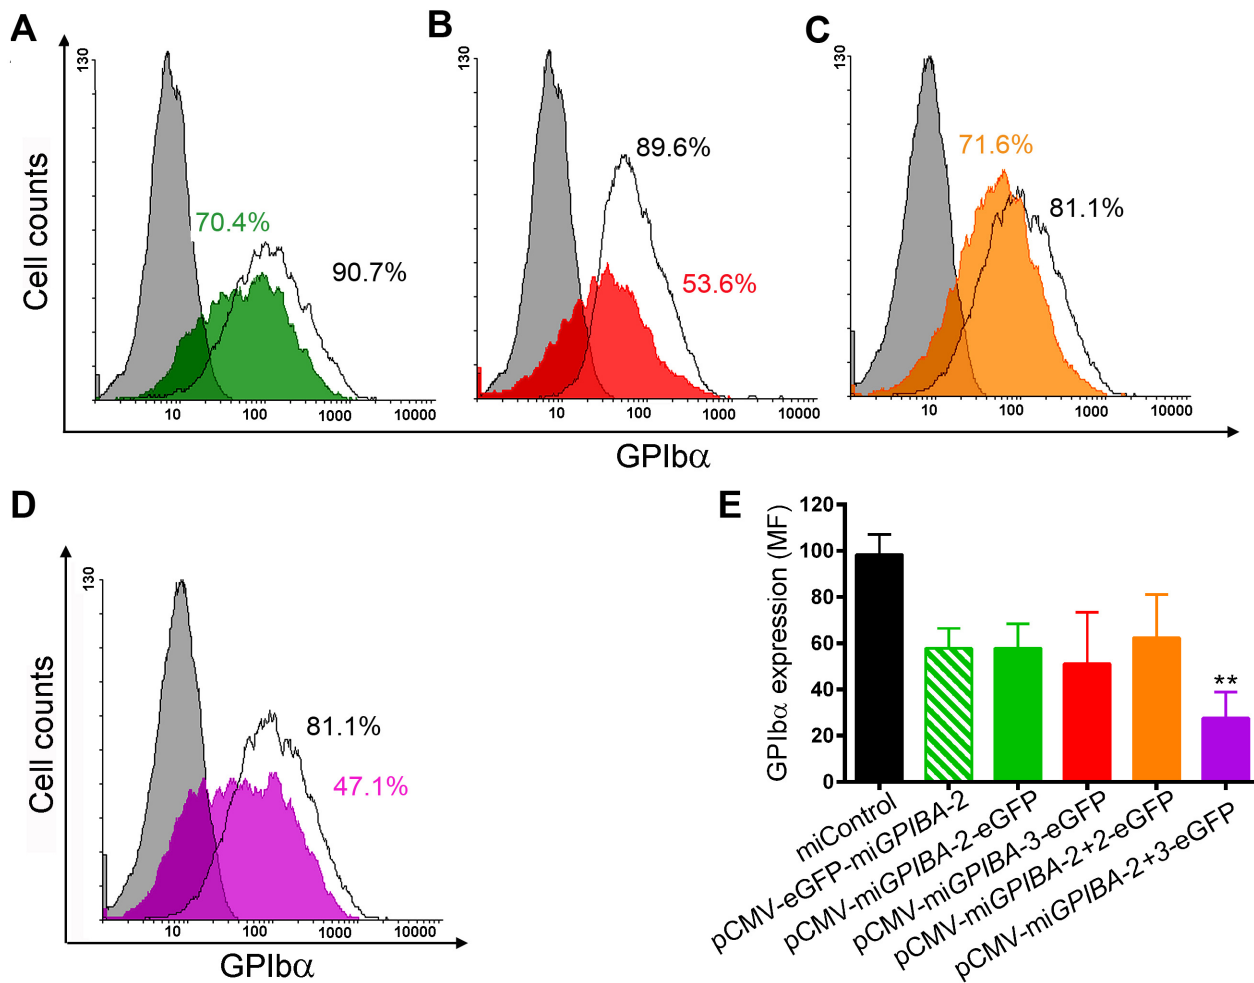 A
B
C
130
130
130
Cell counts
70.4%
90.7%
89.6%
53.6%
71.6%
81.1%
10 100 1000 10000
10 100 1000 10000
10 100 1000 10000
GPIbα
D
130
Cell counts
81.1%
47.1%
10 100 1000 10000
GPIbα
E
GPIbα expression (MF)
120
100
80
60
40
20
0
**
miControl
pCMV-eGFP-miGPIBA-2
pCMV-miGPIBA-2-eGFP
pCMV-miGPIBA-3-eGFP
pCMV-miGPIBA-2+2-eGFP
pCMV-miGPIBA-2+3-eGFP